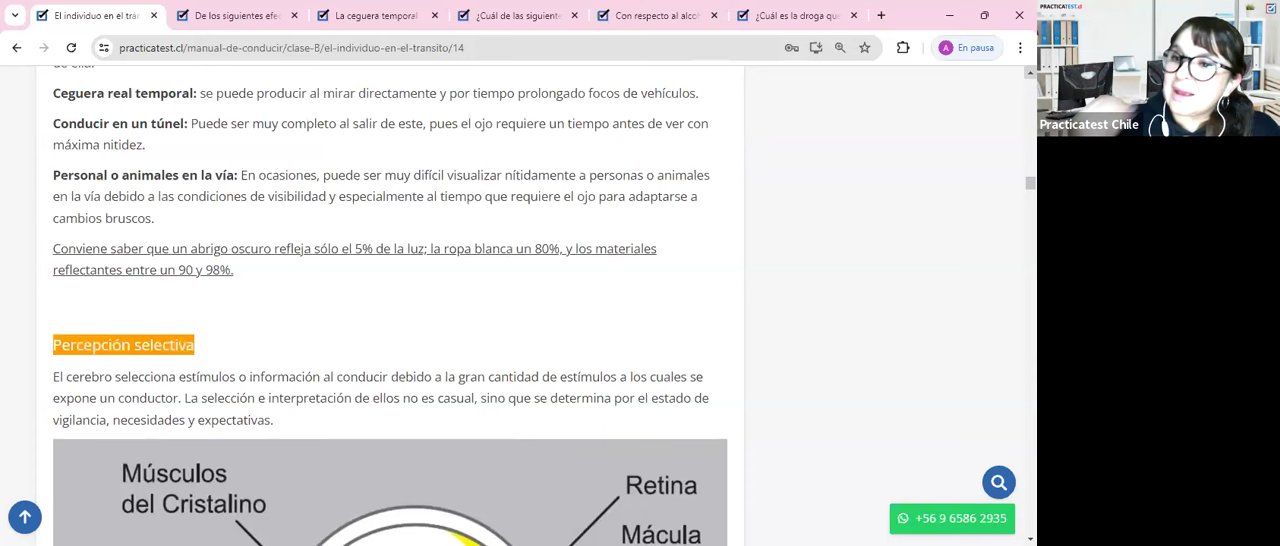 El individuo en el trán
De los siguientes efe
La ceguera temporal
¿Cuál de las siguiente
Con respecto al alcoh
¿Cuál es la droga que
practicatest.cl/manual-de-conducir/clase-B/el-individuo-en-el-transito/14
A En pausa
PRACTICATEST.cl
Practicatest Chile
de ella.
Ceguera real temporal: se puede producir al mirar directamente y por tempo prolongado focos de vehículos.
Conducir en un túnel: Puede ser muy completo salir de este, pues el ojo requiere un tiempo antes de ver con
máxima nitidez.
Personal o animales en la vía: En ocasiones, puede ser muy difícil visualizar nítidamente a personas o animales
en la vía debido a las condiciones de visibilidad y especialmente al tiempo que requiere el ojo para adaptarse a
cambios bruscos.
Conviene saber que un abrigo oscuro refleja sólo el 5% de la luz; la ropa blanca un 80%, y los materiales
reflectantes entre un 90 y 98%.
Percepción selectiva
El cerebro selecciona estímulos o información al conducir debido a la gran cantidad de estímulos a los cuales se
expone un conductor. La selección e interpretación de ellos no es casual, sino que se determina por el estado de
vigilancia, necesidades y expectativas.
Músculos
del Cristalino
Retina
Mácula
+56 9 6586 2935